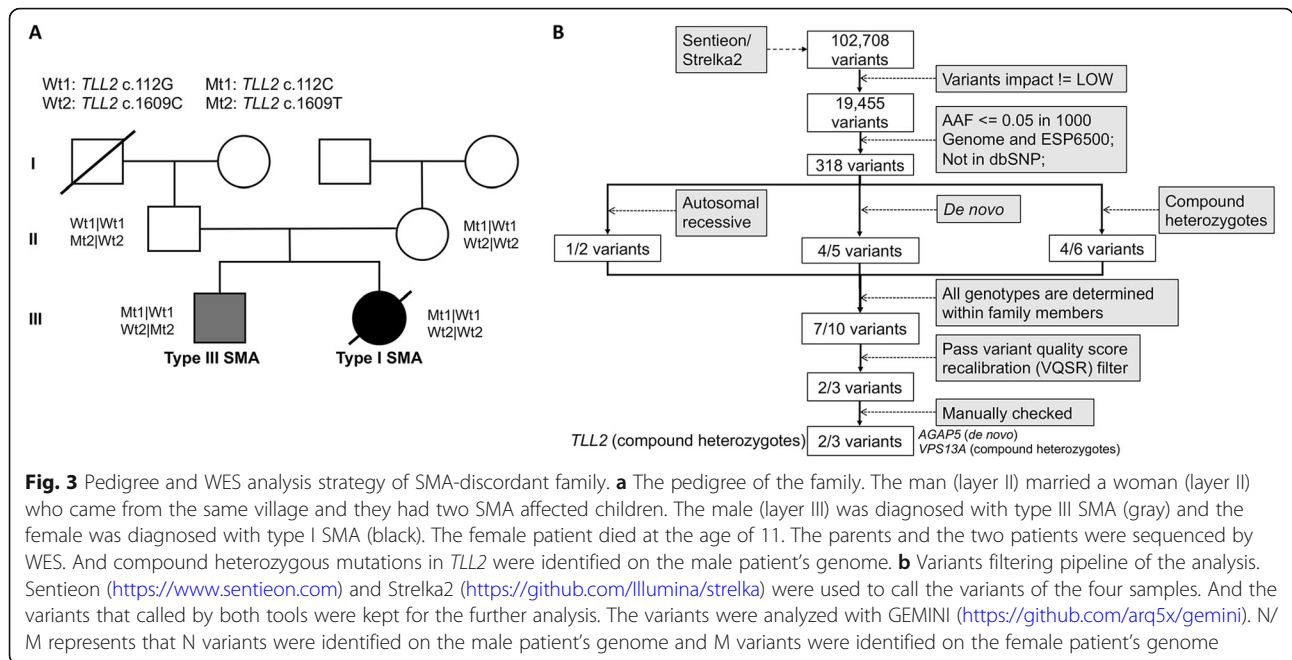 A
Wt1: TLL2 c.112G Mt1: TLL2 c.112C
Wt2: TLL2 c.1609C Mt2: TLL2 c.1609T
I
II
Wt1|Wt1
Mt2|Wt2
Mt1|Wt1
Wt2|Wt2
III
Mt1|Wt1
Wt2|Mt2
Mt1|Wt1
Wt2|Wt2
Type III SMA
Type I SMA
B
Sentieon/
Strelka2
102,708
variants
Variants impact != LOW
19,455
variants
AAF <= 0.05 in 1000
Genome and ESP6500;
Not in dbSNP;
318 variants
Autosomal
recessive
De novo
Compound
heterozygotes
1/2 variants
4/5 variants
4/6 variants
All genotypes are determined
within family members
7/10 variants
Pass variant quality score
recalibration (VQSR) filter
2/3 variants
Manually checked
TLL2 (compound heterozygotes)
2/3 variants
AGAP5 (de novo)
VPS13A (compound heterozygotes)
Fig. 3 Pedigree and WES analysis strategy of SMA-discordant family. a The pedigree of the family. The man (layer II) married a woman (layer II)
who came from the same village and they had two SMA affected children. The male (layer III) was diagnosed with type III SMA (gray) and the
female was diagnosed with type I SMA (black). The female patient died at the age of 11. The parents and the two patients were sequenced by
WES. And compound heterozygous mutations in TLL2 were identified on the male patient's genome. b Variants filtering pipeline of the analysis.
Sentieon (https://www.sentieon.com) and Strelka2 (https://github.com/Illumina/strelka) were used to call the variants of the four samples. And the
variants that called by both tools were kept for the further analysis. The variants were analyzed with GEMINI (https://github.com/arq5x/gemini). N/
M represents that N variants were identified on the male patient's genome and M variants were identified on the female patient's genome